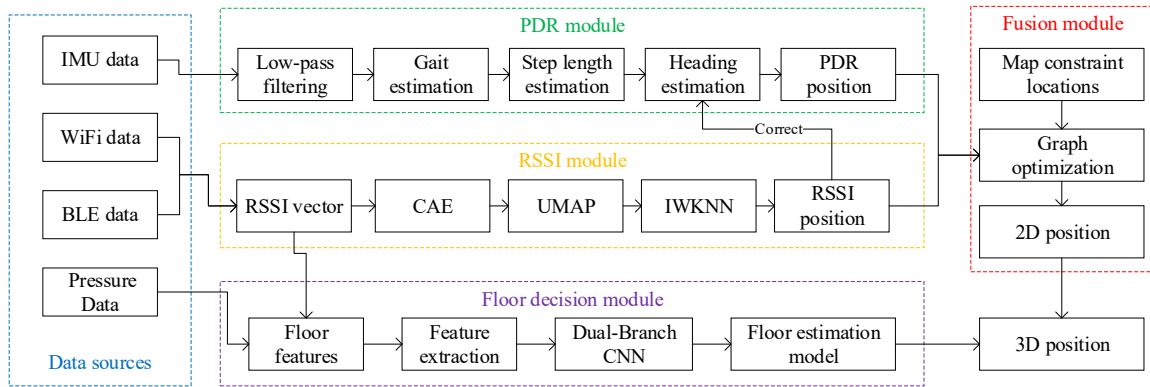 IMU data
WiFi data
BLE data
Pressure
Data
Data sources
PDR module
Low-pass
filtering
Gait
estimation
Step length
estimation
Heading
estimation
PDR
position
Correct
RSSI module
RSSI vector
CAE
UMAP
IWKNN
RSSI
position
Floor decision module
Floor
features
Feature
extraction
Dual-Branch
CNN
Floor estimation
model
Fusion module
Map constraint
locations
Graph
optimization
2D position
3D position